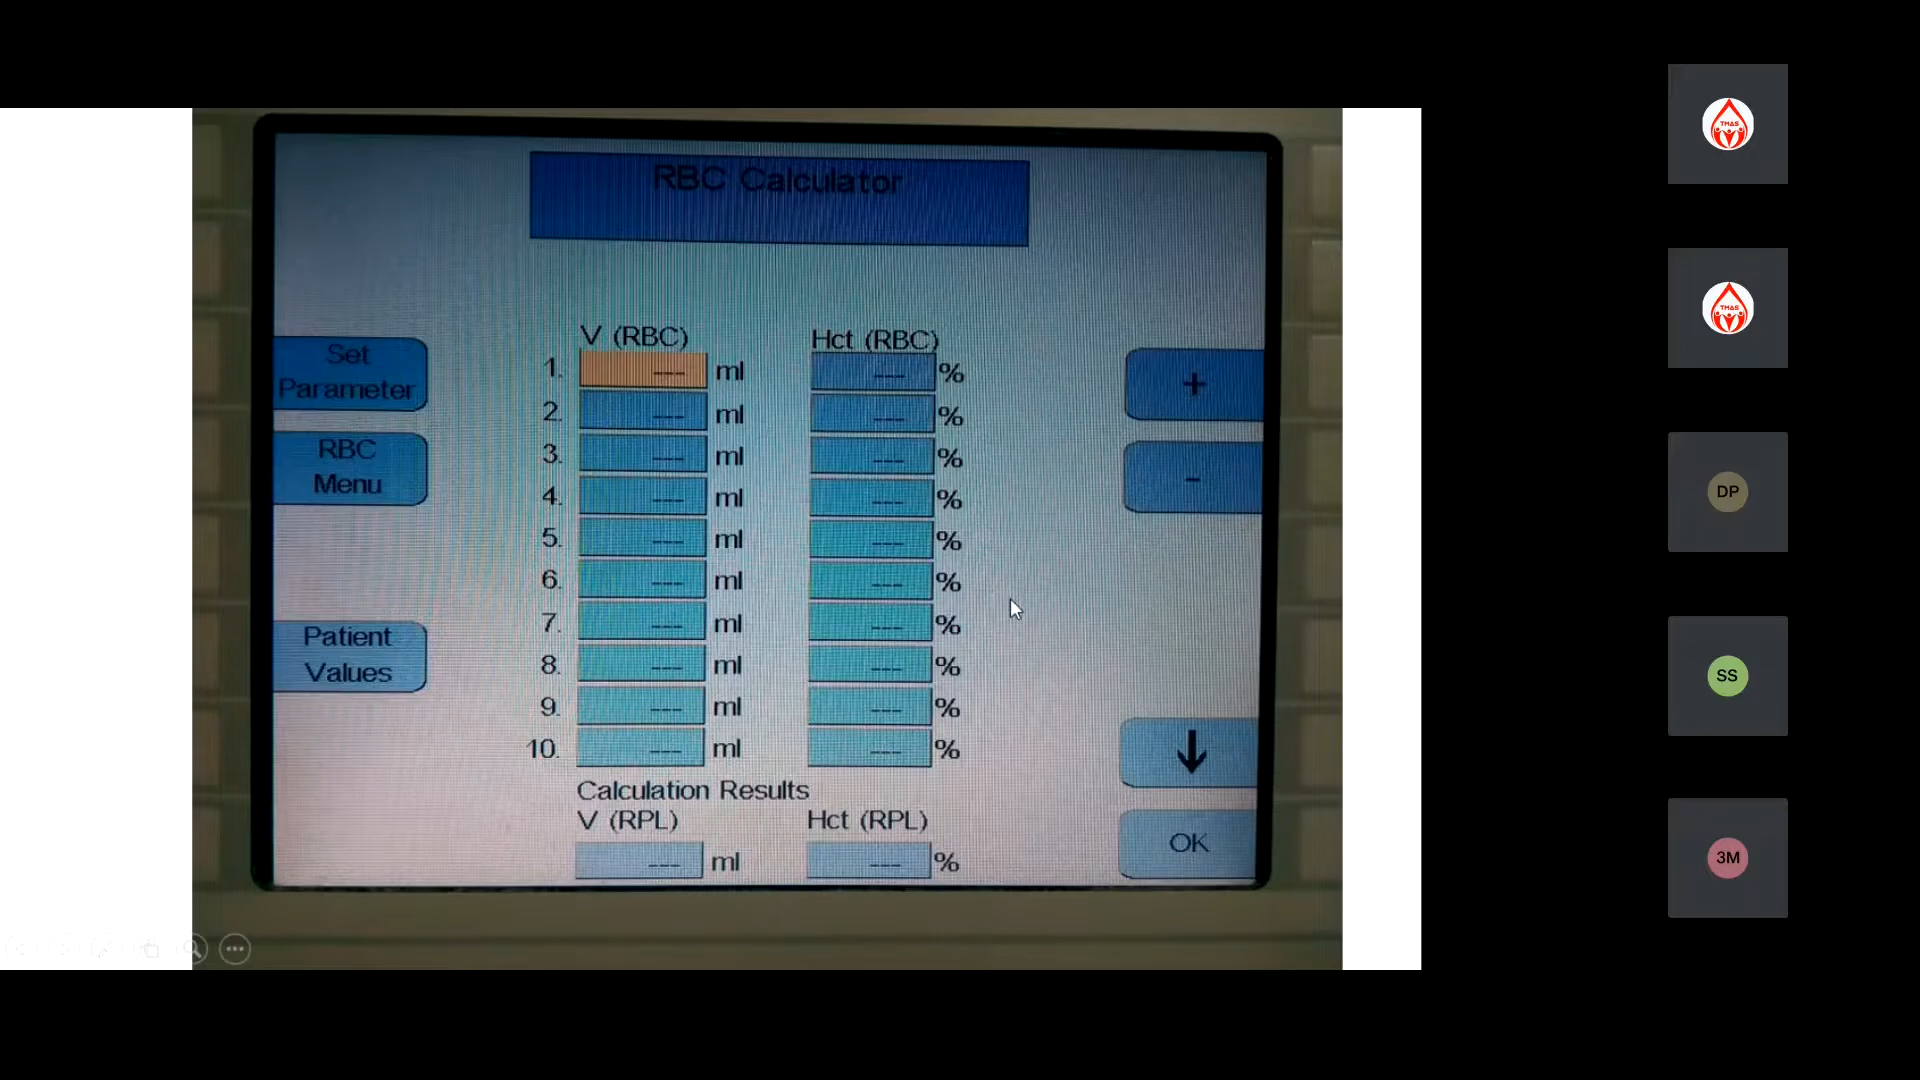 RBC Calculator
V (RBC) Hct (RBC)
1. --- ml --- %
2. --- ml --- %
3. --- ml --- %
4. --- ml --- %
5. --- ml --- %
6. --- ml --- %
7. --- ml --- %
8. --- ml --- %
9. --- ml --- %
10. --- ml --- %
Calculation Results
V (RPL) Hct (RPL)
--- ml --- %
Set
Parameter
RBC
Menu
Patient
Values
+
-
OK
TMAS
TMAS
DP
SS
3M